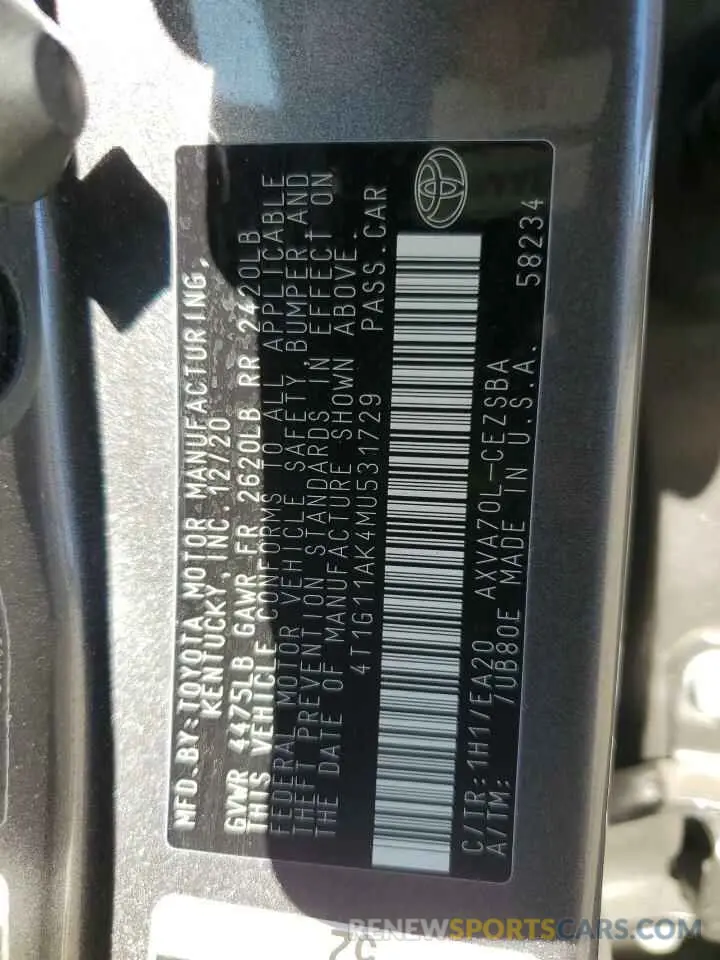 MFD.BY:TOYOTA MOTOR MANUFACTURING,
KENTUCKY, INC. 12/20
GVWR 4475LB GAWR FR 2620LB RR 2420LB
THIS VEHICLE CONFORMS TO ALL APPLICABLE
FEDERAL MOTOR VEHICLE SAFETY, BUMPER AND
THEFT PREVENTION STANDARDS IN EFFECT ON
THE DATE OF MANUFACTURE SHOWN ABOVE.
4T1G11AK4MU531729 PASS.CAR
C/TR: 1H1/EA20 AXVA70L-CEZSBA
A/TM: /UB80E MADE IN U.S.A. 58234
RENEWSPORTSCARS.COM